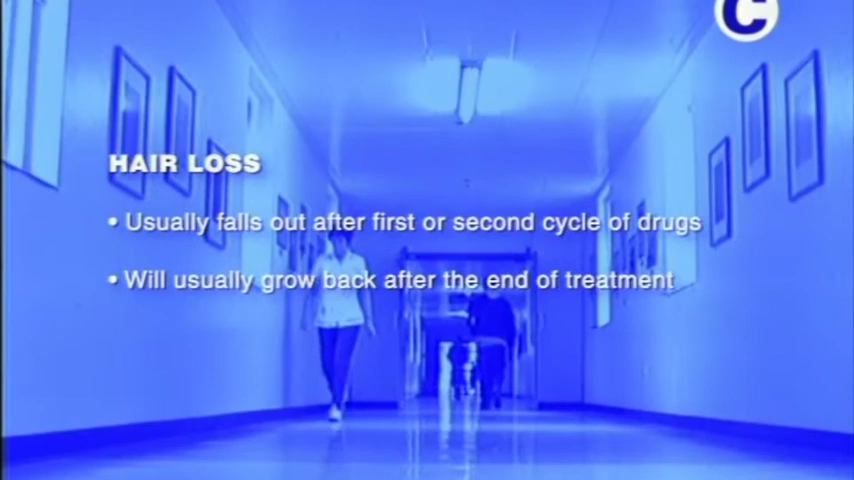 C
HAIR LOSS
• Usually falls out after first or second cycle of drugs
• Will usually grow back after the end of treatment